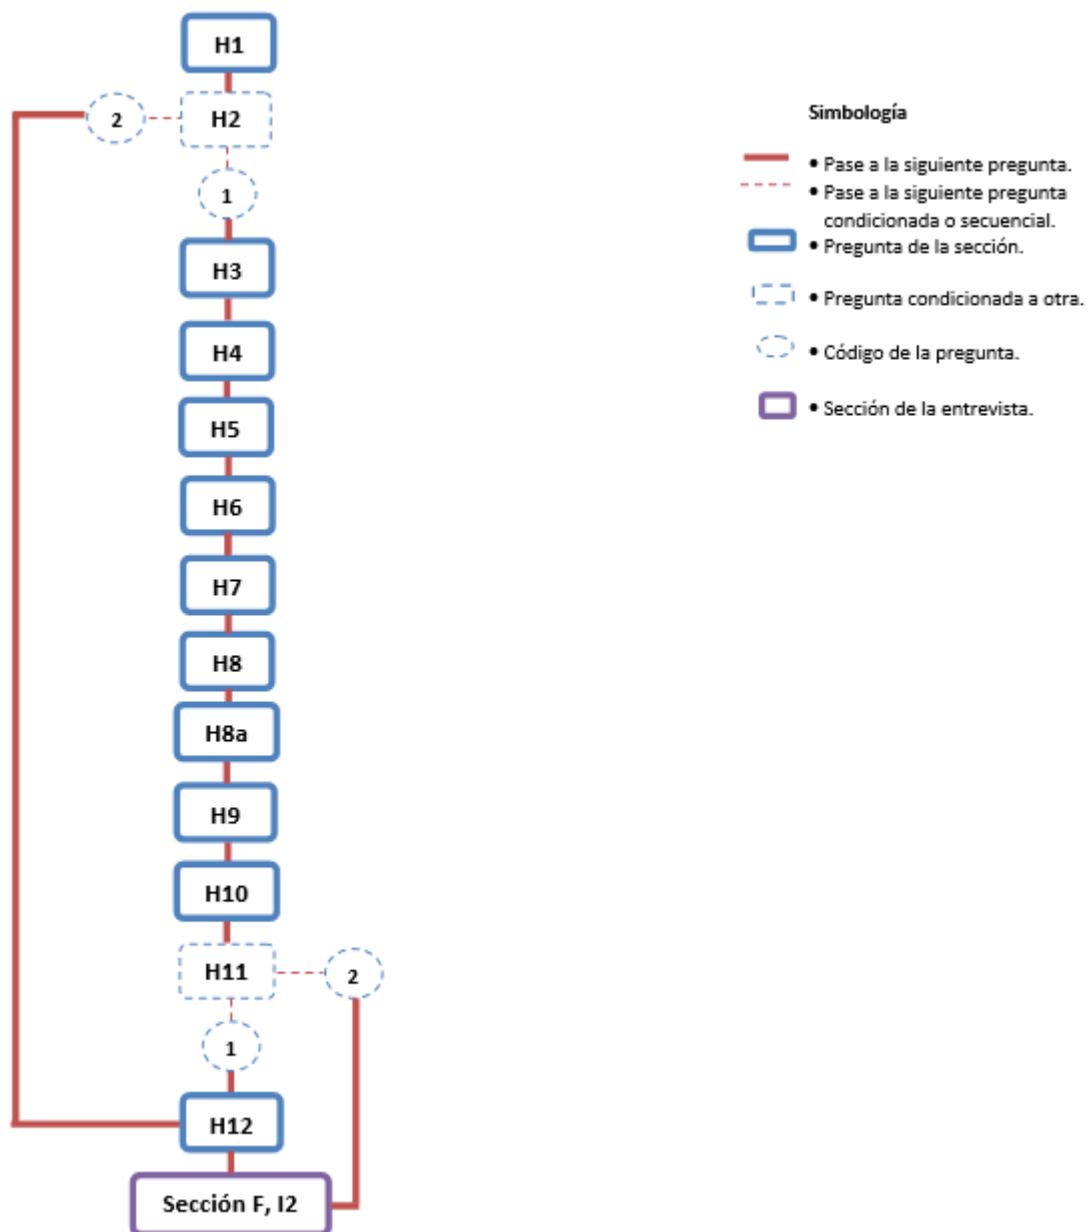 H1
2
H2
1
H3
H4
H5
H6
H7
H8
H8a
H9
H10
H11
2
1
H12
Sección F, I2
Simbología
• Pase a la siguiente pregunta.
• Pase a la siguiente pregunta
condicionada o secuencial.
• Pregunta de la sección.
• Pregunta condicionada a otra.
• Código de la pregunta.
• Sección de la entrevista.